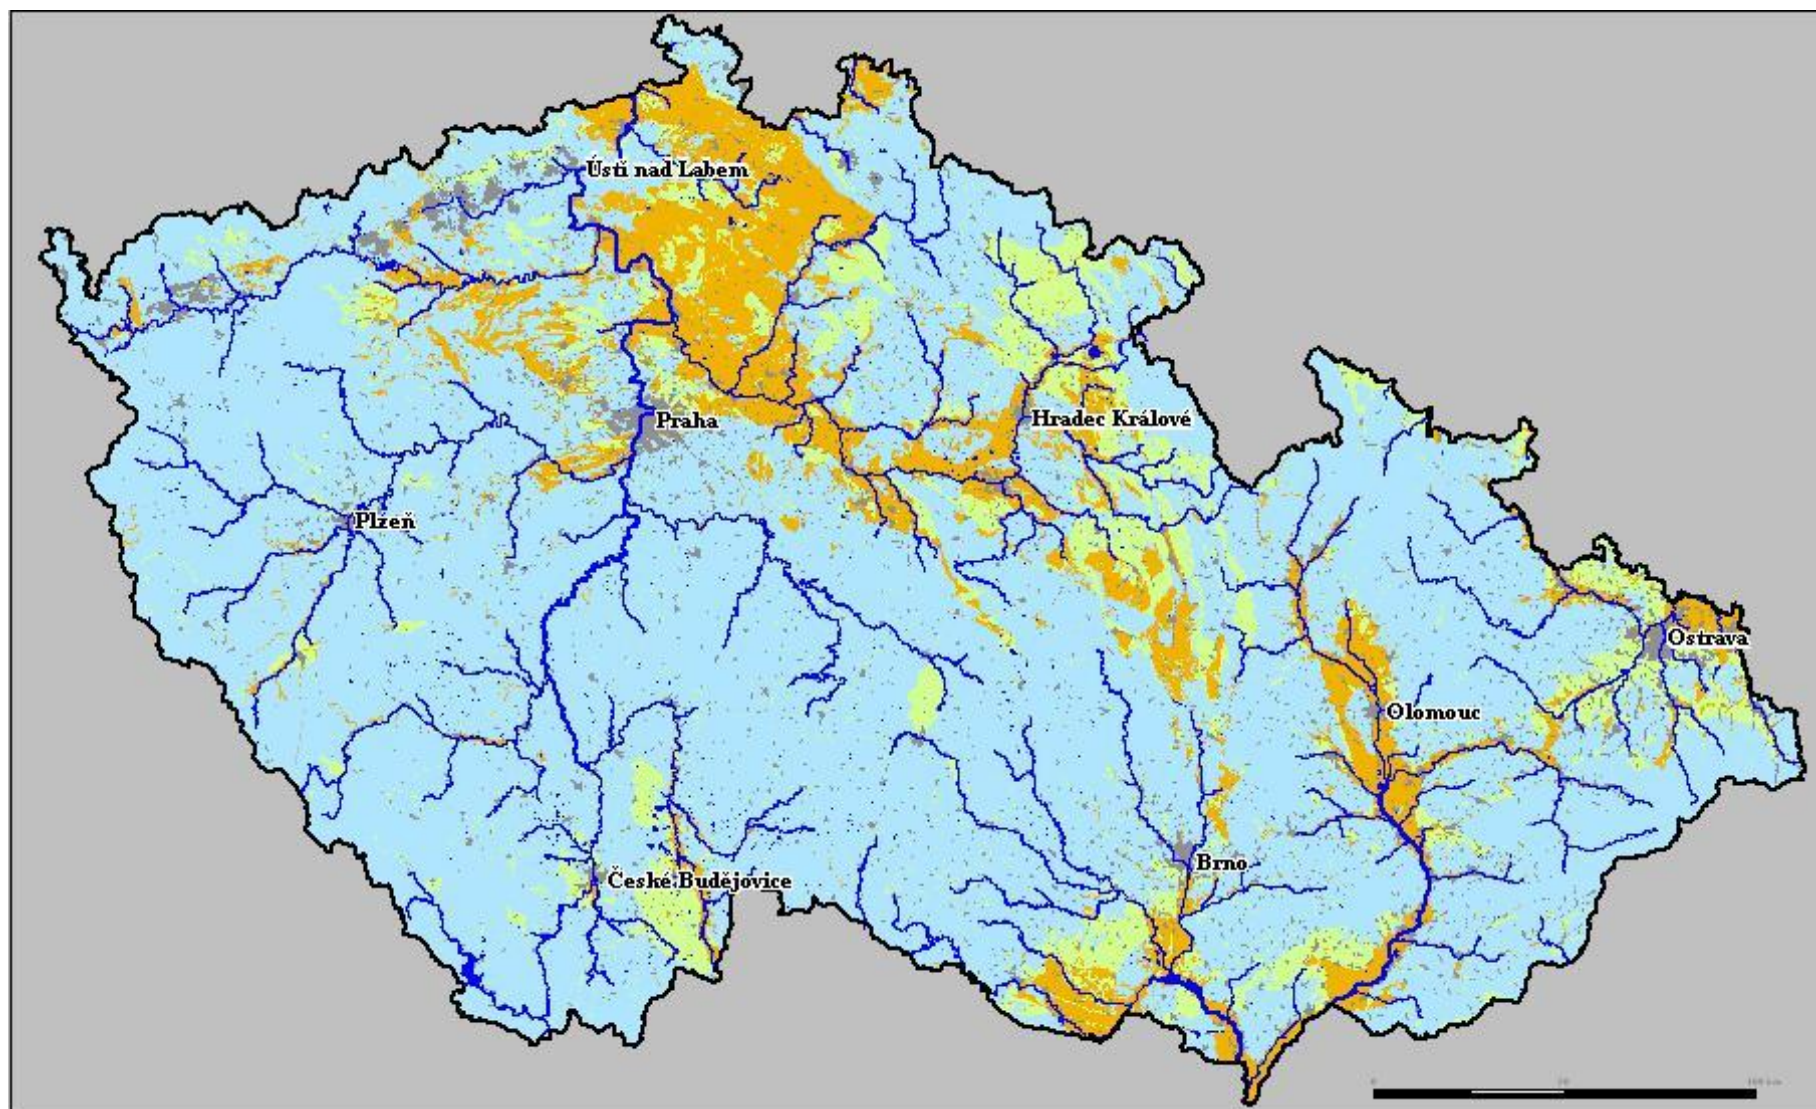 Ústí nad Labem
Praha
Hradec Králové
Plzeň
Ostrava
Olomouc
Brno
České Budějovice